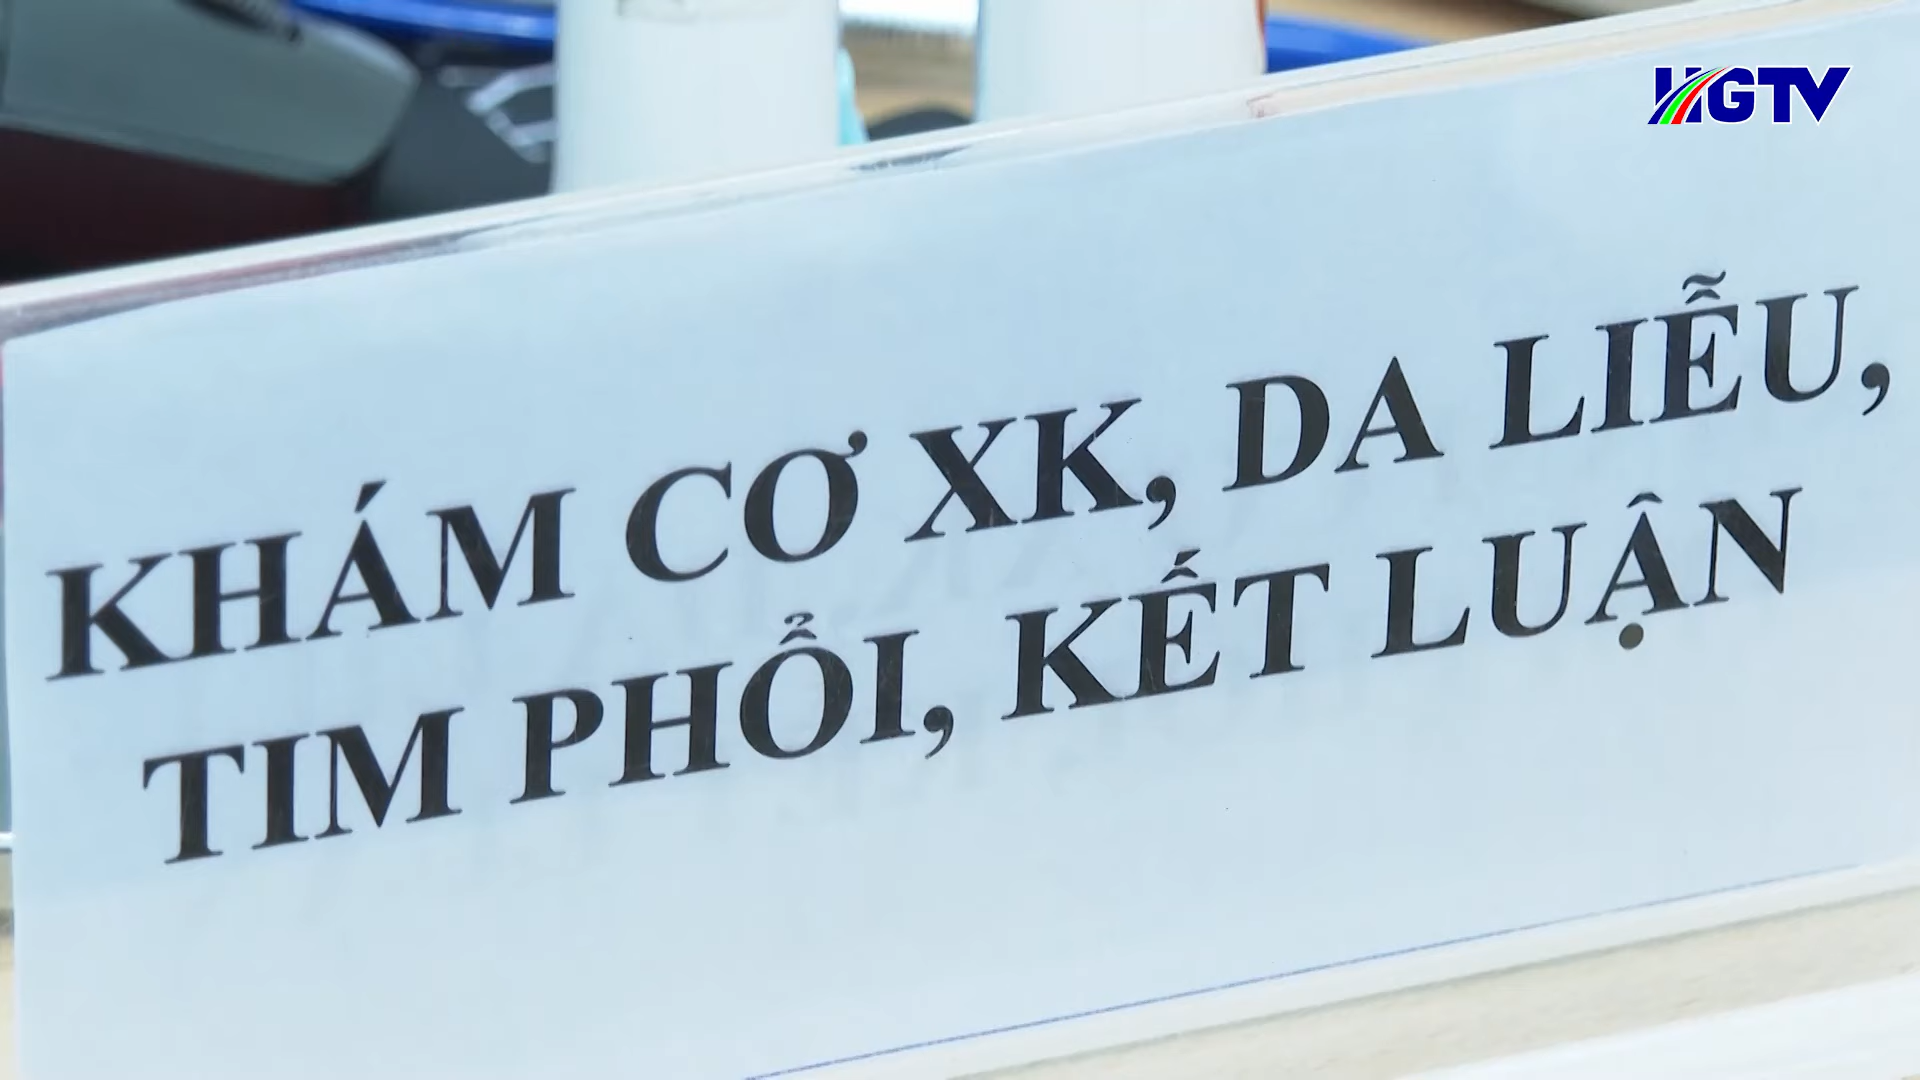 HGTV
KHÁM CƠ XK, DA LIỄU,
TIM PHỔI, KẾT LUẬN